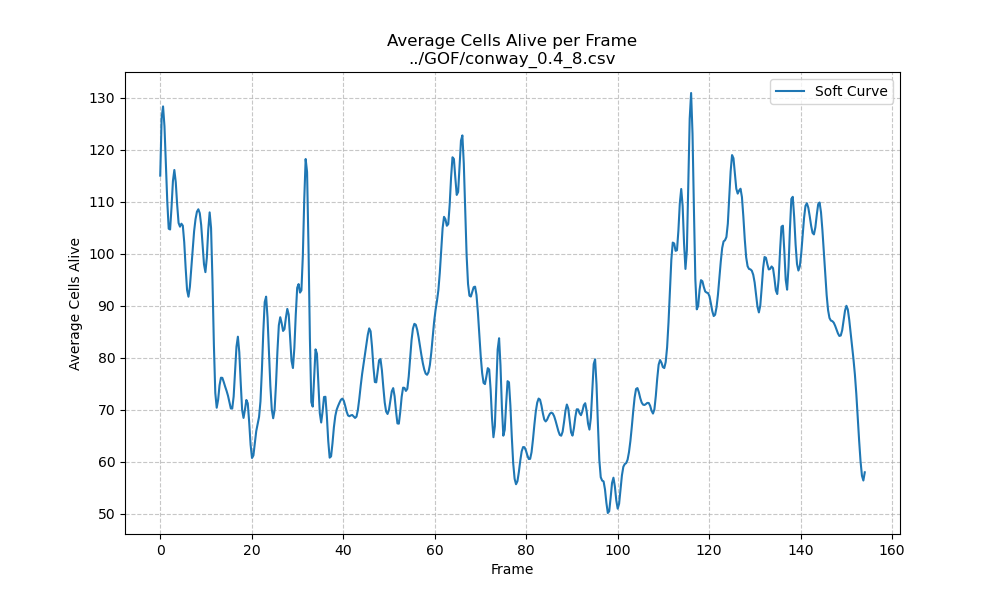 Average Cells Alive per Frame
../GOF/conway_0.4_8.csv
Soft Curve
Average Cells Alive
130
120
110
100
90
80
70
60
50
0 20 40 60 80 100 120 140 160
Frame